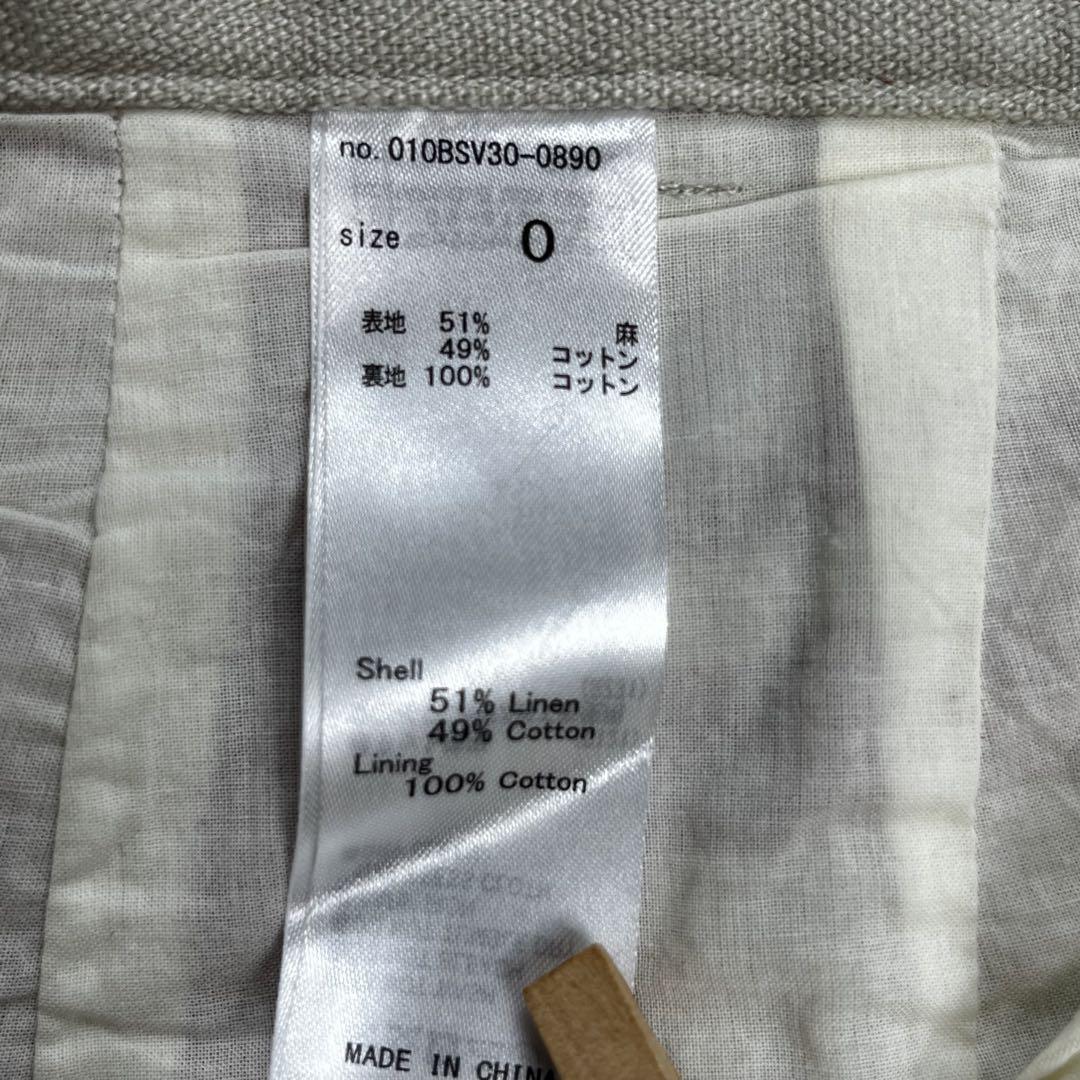 no. 010BSV30-0890
size 0
表地 51% 麻
49% コットン
裏地 100% コットン
Shell
51% Linen
49% Cotton
Lining
100% Cotton
MADE IN CHINA